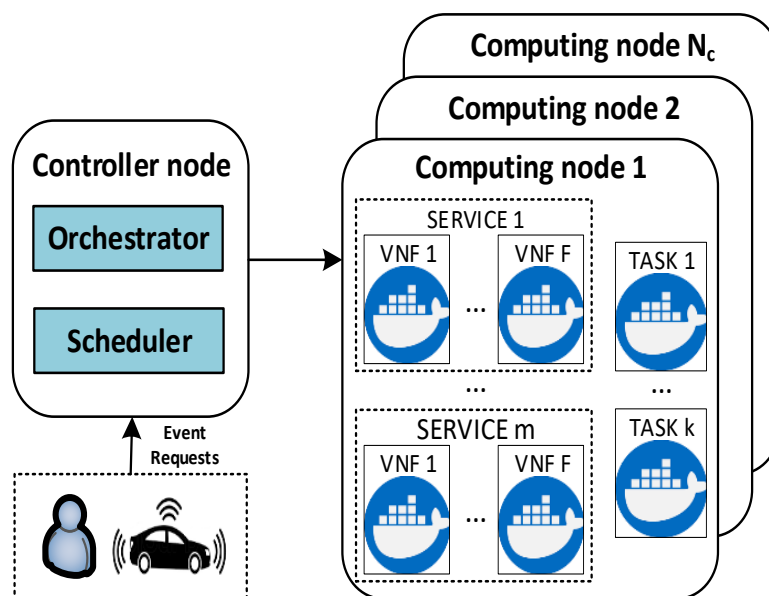 Computing node Nc
Computing node 2
Computing node 1
Controller node
Orchestrator
Scheduler
Event
Requests
SERVICE 1
VNF 1
...
VNF F
TASK 1
...
...
SERVICE m
VNF 1
...
VNF F
TASK k